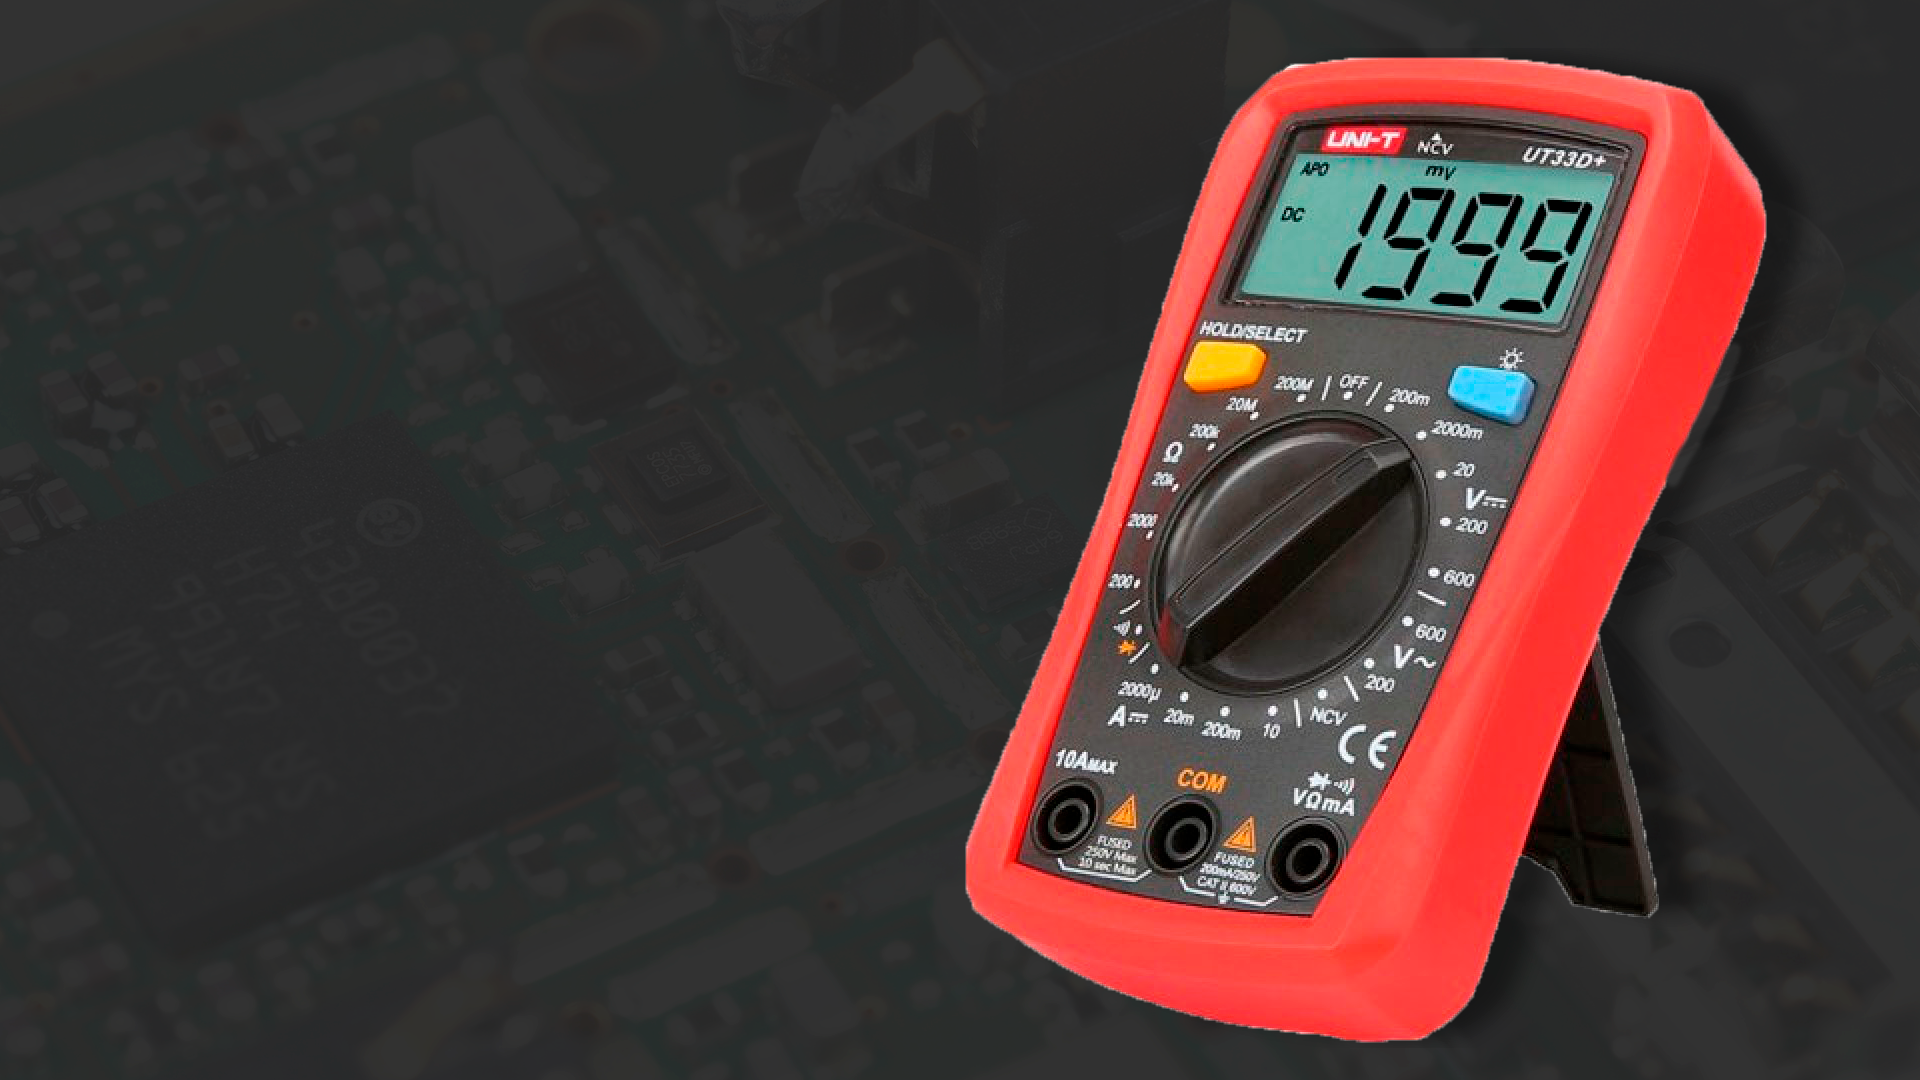 UNI-T NCV UT33D+
APO mV
DC 1999
HOLD/SELECT
200M OFF 200m
20M 2000m
200k 20
Ω V
20k 200
2000
200 600
600
V~
2000μ 200
A 20m 200m 10 NCV
CE
10AMAX COM VΩmA
FUSED
250V Max
10 sec Max
FUSED
200mA/250V
CAT II 600V